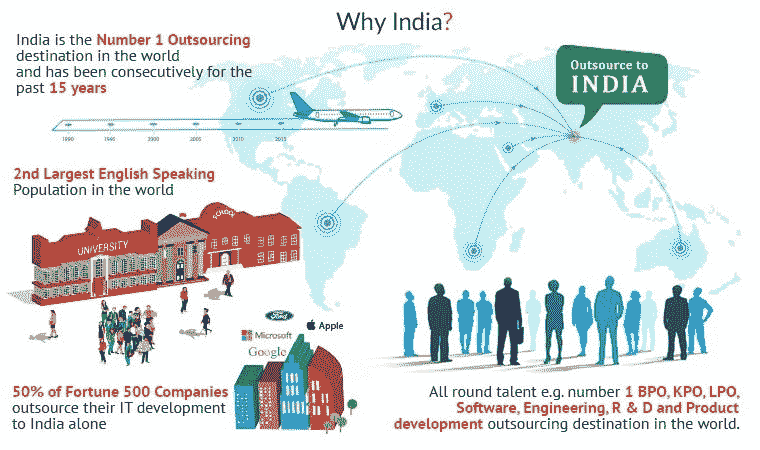 Why India?
India is the Number 1 Outsourcing
destination in the world
and has been consecutively for the
past 15 years
Outsource to
INDIA
1990 1995 2000 2005 2010 2015
2nd Largest English Speaking
Population in the world
UNIVERSITY
SCHOOL
Ford
Microsoft
Apple
Google
50% of Fortune 500 Companies
outsource their IT development
to India alone
All round talent e.g. number 1 BPO, KPO, LPO,
Software, Engineering, R & D and Product
development outsourcing destination in the world.